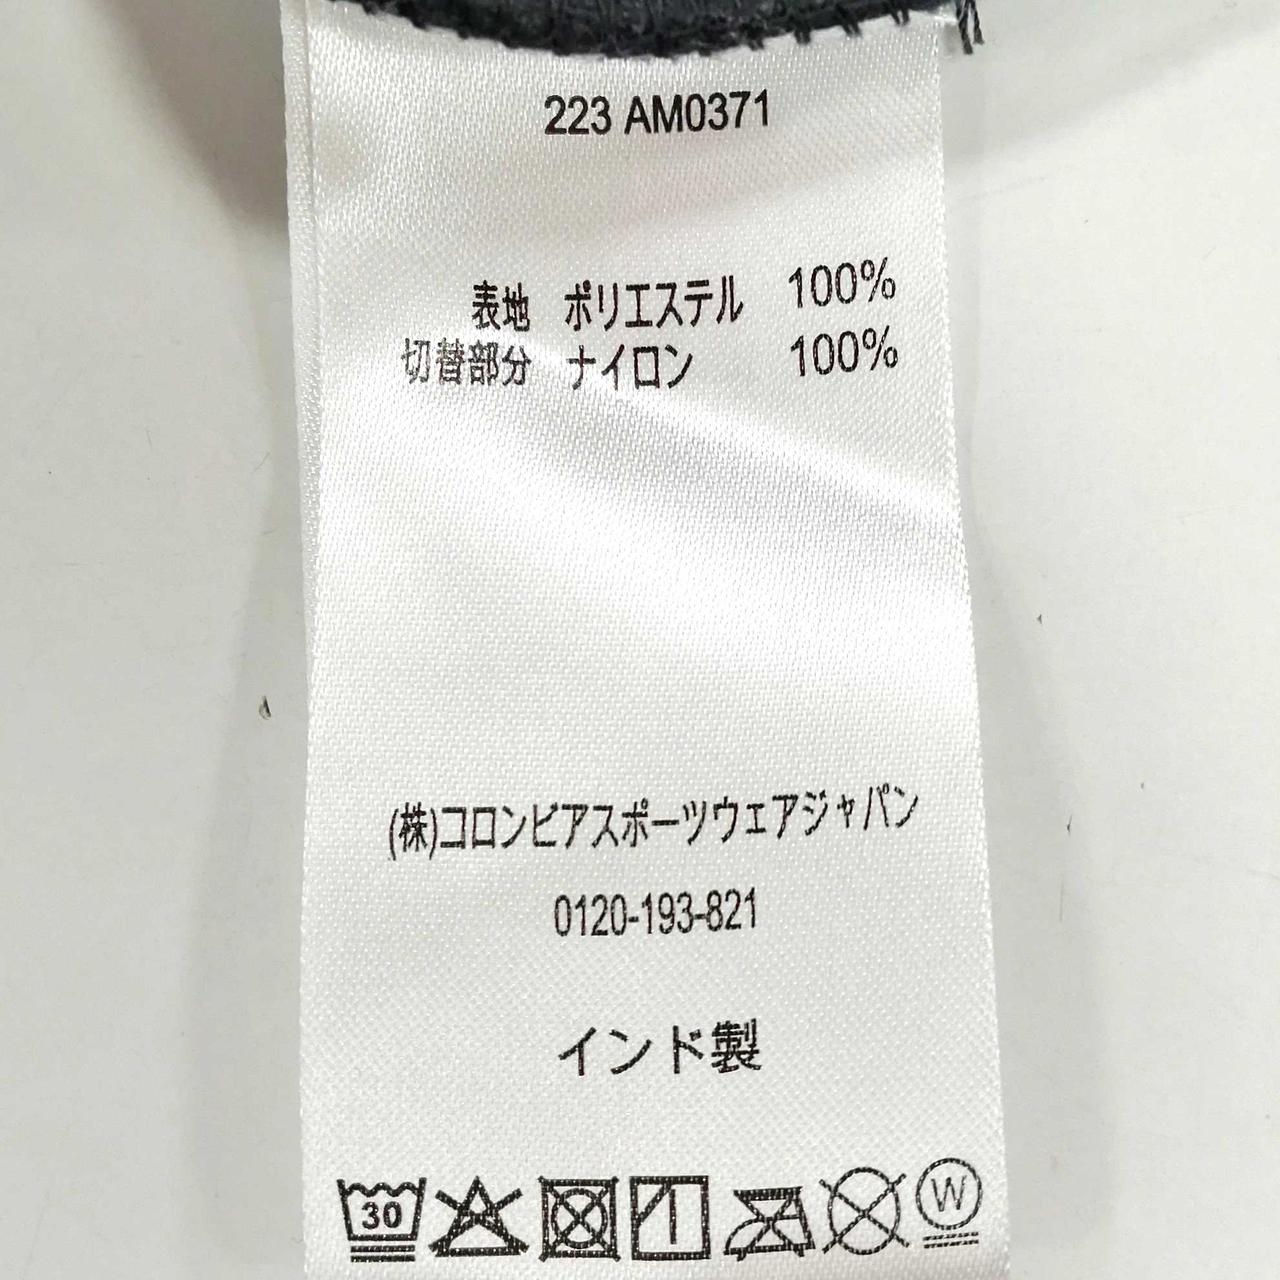 223 AM0371
表地 ポリエステル 100%
切替部分 ナイロン 100%
(株)コロンビアスポーツウェアジャパン
0120-193-821
インド製
30 W